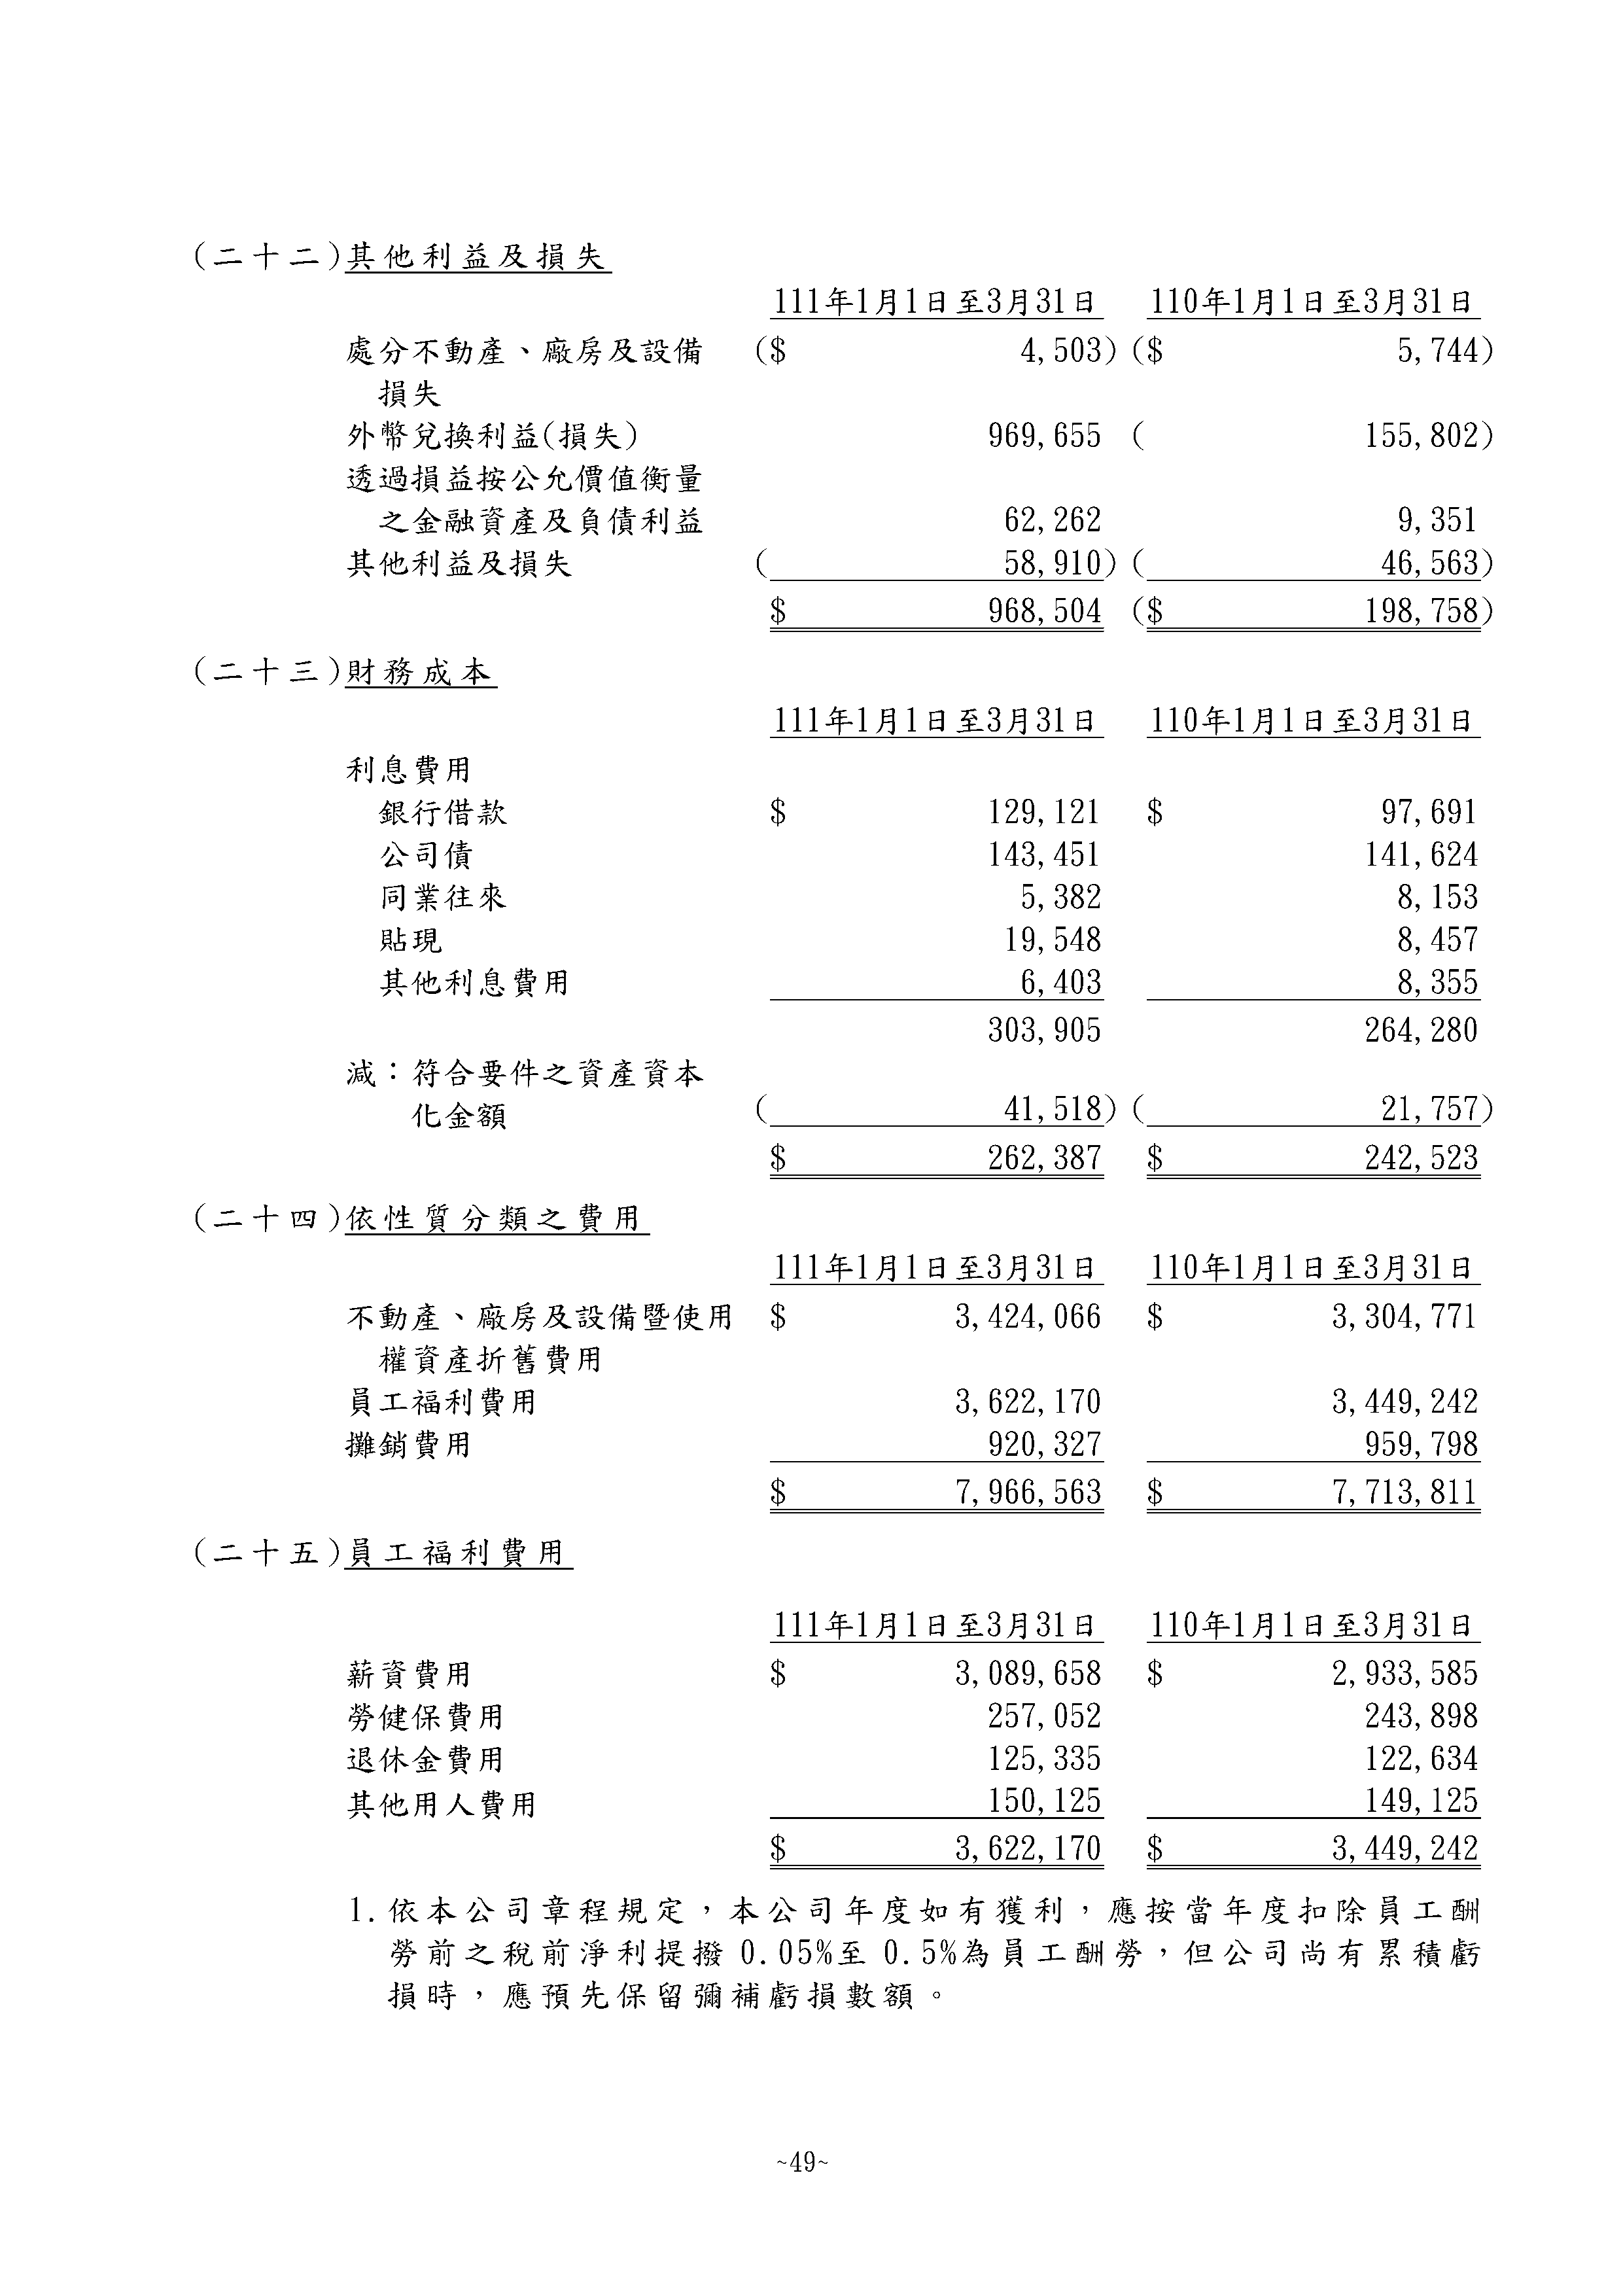 (二十二)其他利益及損失
111年1月1日至3月31日 110年1月1日至3月31日
處分不動產、廠房及設備 ($ 4,503) ($ 5,744)
損失
外幣兌換利益(損失) 969,655 ( 155,802)
透過損益按公允價值衡量
之金融資產及負債利益 62,262 9,351
其他利益及損失 ( 58,910) ( 46,563)
$ 968,504 ($ 198,758)
(二十三)財務成本
111年1月1日至3月31日 110年1月1日至3月31日
利息費用
銀行借款 $ 129,121 $ 97,691
公司債 143,451 141,624
同業往來 5,382 8,153
貼現 19,548 8,457
其他利息費用 6,403 8,355
303,905 264,280
減：符合要件之資產資本
化金額 ( 41,518) ( 21,757)
$ 262,387 $ 242,523
(二十四)依性質分類之費用
111年1月1日至3月31日 110年1月1日至3月31日
不動產、廠房及設備暨使用 $ 3,424,066 $ 3,304,771
權資產折舊費用
員工福利費用 3,622,170 3,449,242
攤銷費用 920,327 959,798
$ 7,966,563 $ 7,713,811
(二十五)員工福利費用
111年1月1日至3月31日 110年1月1日至3月31日
薪資費用 $ 3,089,658 $ 2,933,585
勞健保費用 257,052 243,898
退休金費用 125,335 122,634
其他用人費用 150,125 149,125
$ 3,622,170 $ 3,449,242
1.依本公司章程規定，本公司年度如有獲利，應按當年度扣除員工酬
勞前之稅前淨利提撥 0.05%至 0.5%為員工酬勞，但公司尚有累積虧
損時，應預先保留彌補虧損數額。
~49~